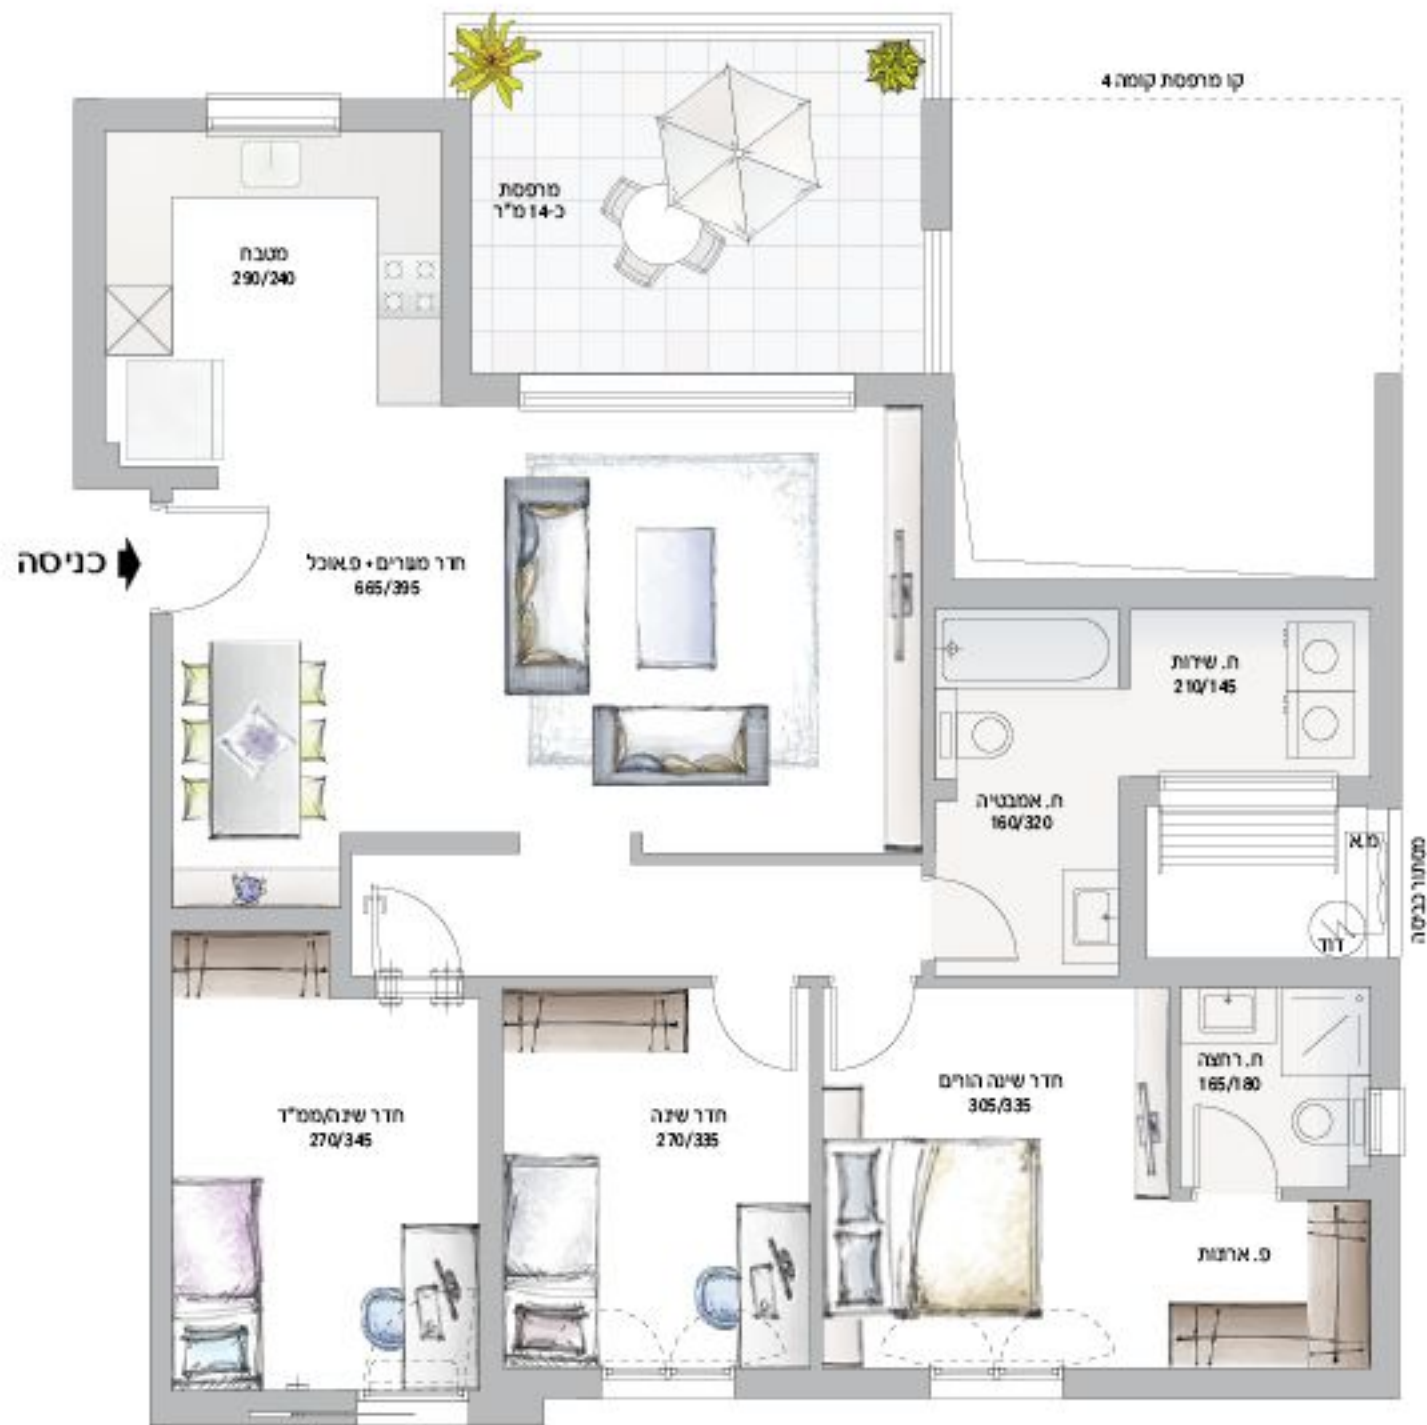 קו מרפסת קומה 4
מרפסת
כ-14 מ"ר
מטבח
290/240
כניסה
חדר מגורים + פ.אוכל
665/395
ח. שירות
210/145
ח. אמבטיה
160/320
מ.א
דוד
מסתור כביסה
חדר שינה/ממ"ד
270/345
חדר שינה
270/335
חדר שינה הורים
305/335
ח. רחצה
165/180
פ. ארונות